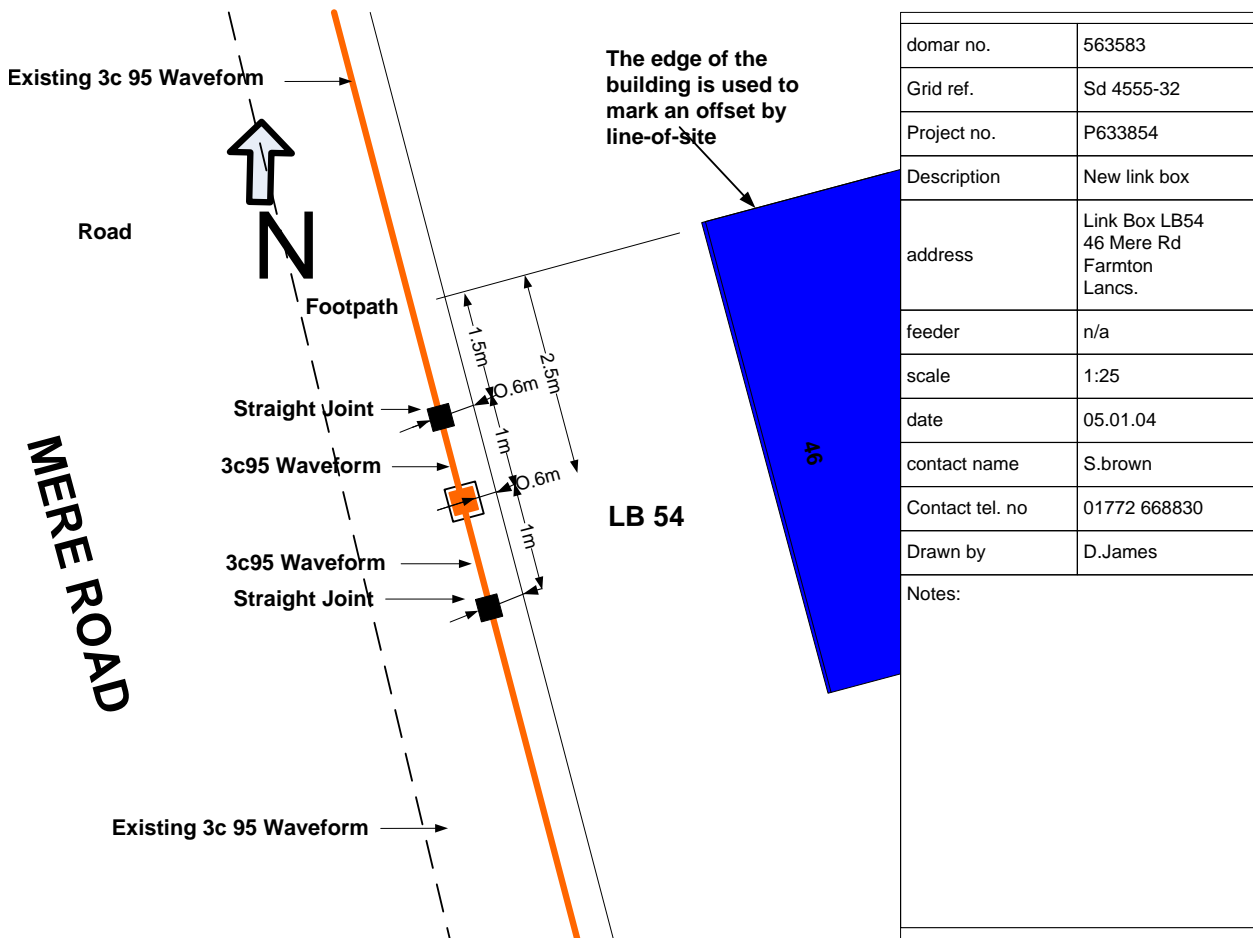 Existing 3c 95 Waveform
The edge of the
building is used to
mark an offset by
line-of-site
Road
N
Footpath
1.5m
2.5m
O.6m
Straight Joint
1m
3c95 Waveform
O.6m
LB 54
1m
3c95 Waveform
Straight Joint
MERE ROAD
46
Existing 3c 95 Waveform
domar no. 563583
Grid ref. Sd 4555-32
Project no. P633854
Description New link box
address Link Box LB54
46 Mere Rd
Farmton
Lancs.
feeder n/a
scale 1:25
date 05.01.04
contact name S.brown
Contact tel. no 01772 668830
Drawn by D.James
Notes: